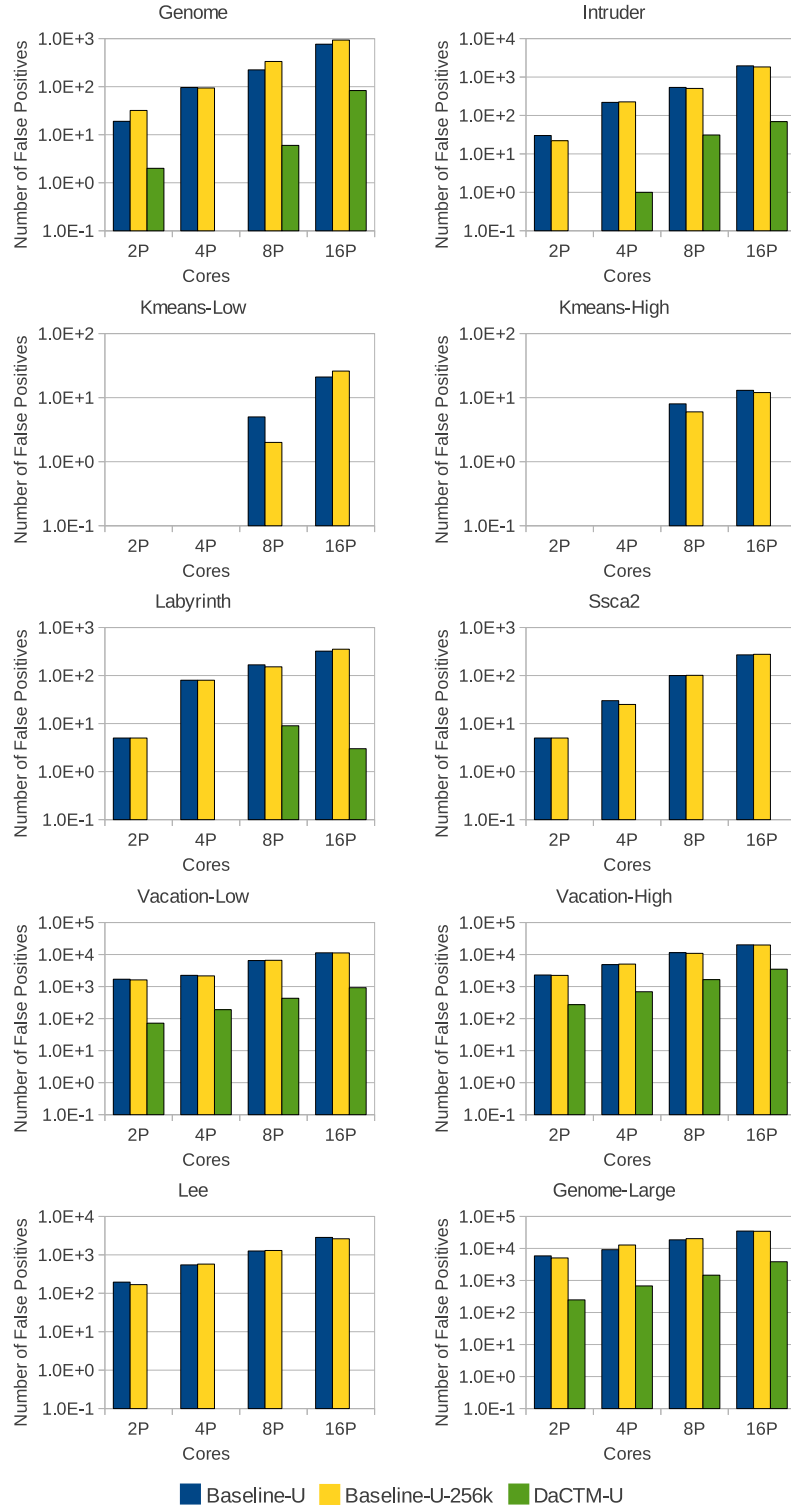 Genome
Number of False Positives
1.0E+3
1.0E+2
1.0E+1
1.0E+0
1.0E-1
2P 4P 8P 16P
Cores
Intruder
Number of False Positives
1.0E+4
1.0E+3
1.0E+2
1.0E+1
1.0E+0
1.0E-1
2P 4P 8P 16P
Cores
Kmeans-Low
Number of False Positives
1.0E+2
1.0E+1
1.0E+0
1.0E-1
2P 4P 8P 16P
Cores
Kmeans-High
Number of False Positives
1.0E+2
1.0E+1
1.0E+0
1.0E-1
2P 4P 8P 16P
Cores
Labyrinth
Number of False Positives
1.0E+3
1.0E+2
1.0E+1
1.0E+0
1.0E-1
2P 4P 8P 16P
Cores
Ssca2
Number of False Positives
1.0E+3
1.0E+2
1.0E+1
1.0E+0
1.0E-1
2P 4P 8P 16P
Cores
Vacation-Low
Number of False Positives
1.0E+5
1.0E+4
1.0E+3
1.0E+2
1.0E+1
1.0E+0
1.0E-1
2P 4P 8P 16P
Cores
Vacation-High
Number of False Positives
1.0E+5
1.0E+4
1.0E+3
1.0E+2
1.0E+1
1.0E+0
1.0E-1
2P 4P 8P 16P
Cores
Lee
Number of False Positives
1.0E+4
1.0E+3
1.0E+2
1.0E+1
1.0E+0
1.0E-1
2P 4P 8P 16P
Cores
Genome-Large
Number of False Positives
1.0E+5
1.0E+4
1.0E+3
1.0E+2
1.0E+1
1.0E+0
1.0E-1
2P 4P 8P 16P
Cores
Baseline-U Baseline-U-256k DaCTM-U